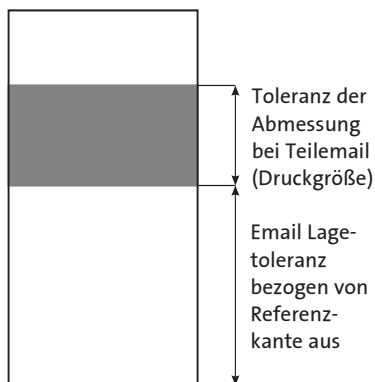 Toleranz der
Abmessung
bei Teilemail
(Druckgröße)
Email Lage-
toleranz
bezogen von
Referenz-
kante aus